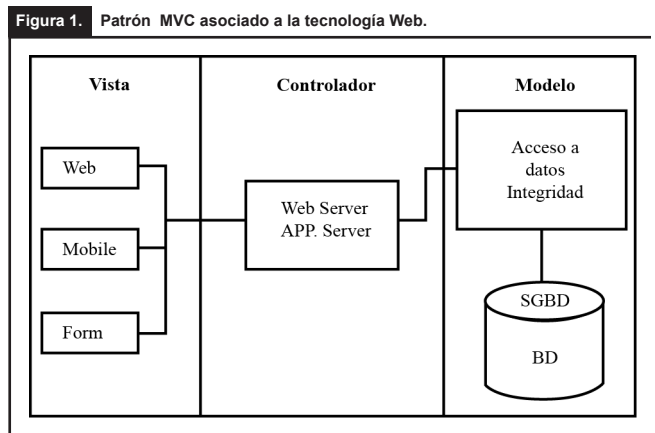 Figura 1. Patrón MVC asociado a la tecnología Web.
Vista
Controlador
Modelo
Web
Mobile
Form
Web Server
APP. Server
Acceso a
datos
Integridad
SGBD
BD